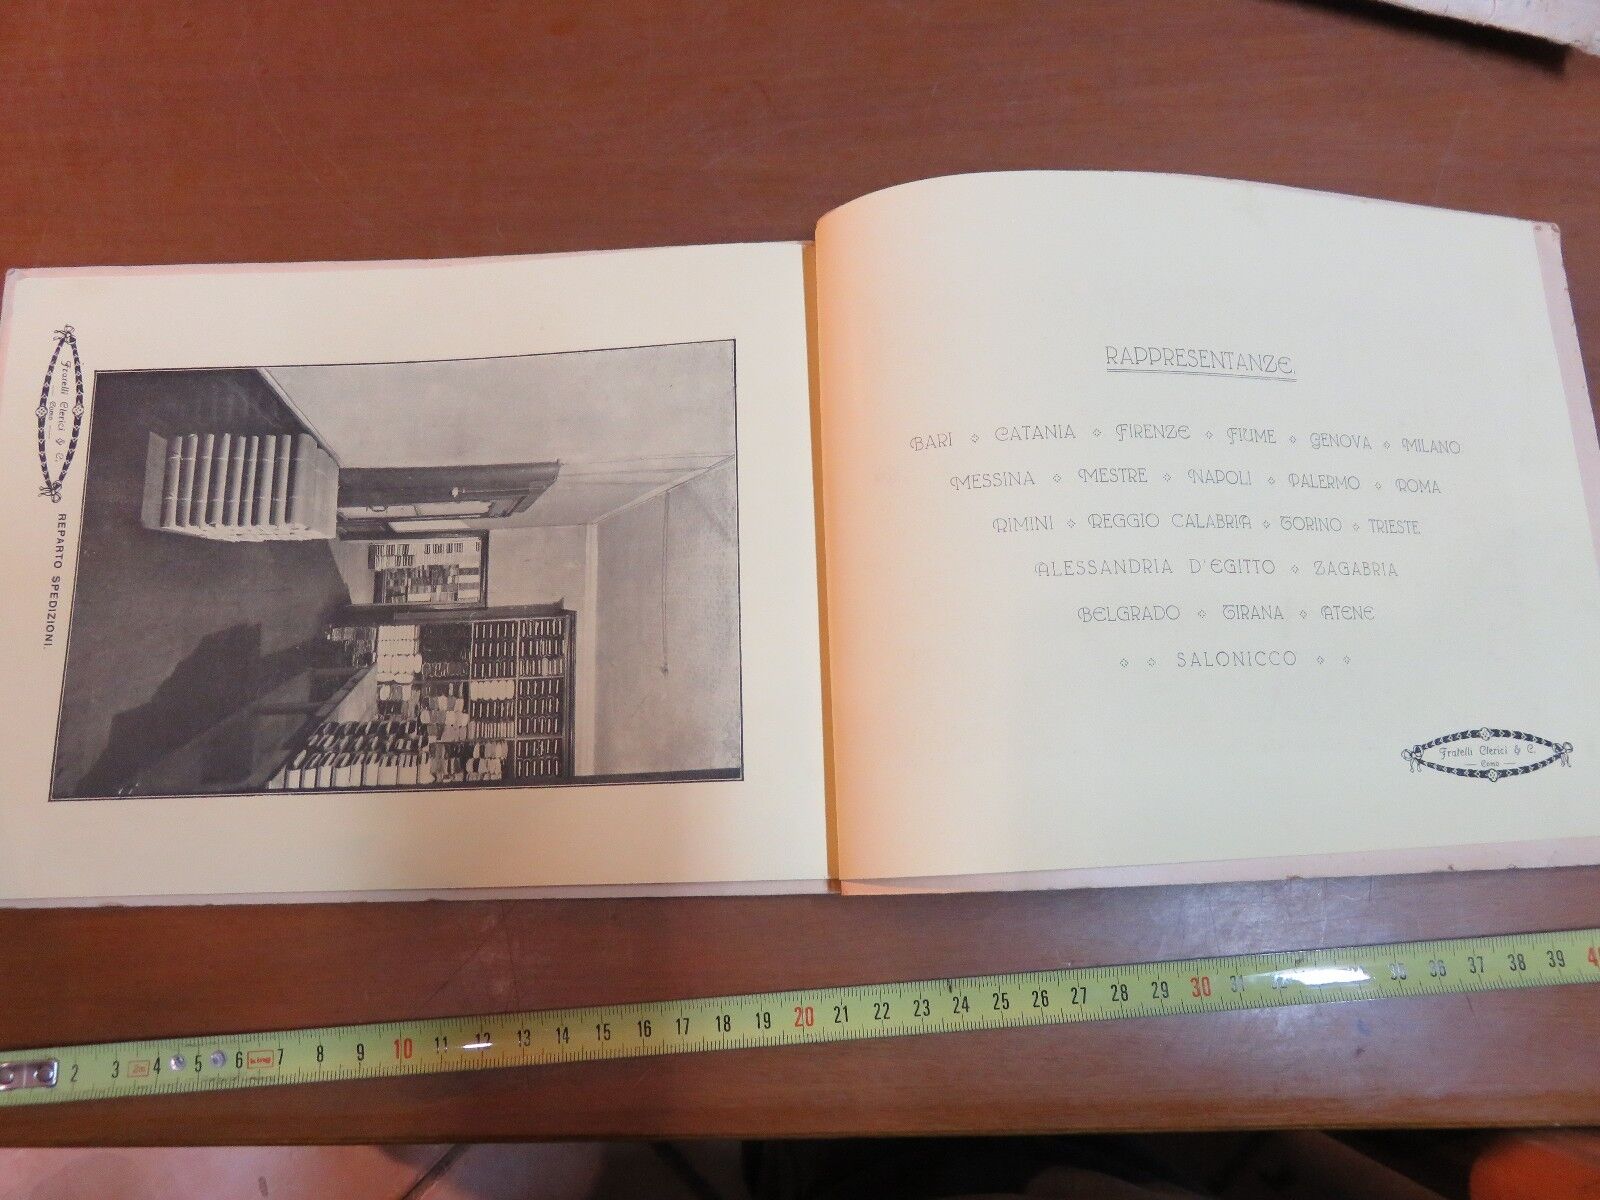 Fratelli Clerici & C.
Como
REPARTO SPEDIZIONI.
RAPPRESENTANZE
BARI CATANIA FIRENZE FIUME GENOVA MILANO
MESSINA MESTRE NAPOLI PALERMO ROMA
RIMINI REGGIO CALABRIA TORINO TRIESTE
ALESSANDRIA D'EGITTO ZAGABRIA
BELGRADO TIRANA ATENE
SALONICCO
Fratelli Clerici & C.
Como
2 3 2m 4 5 6 7 8 9 10 11 12 13 14 15 16 17 18 19 20 21 22 23 24 25 26 27 28 29 30 31 35 36 37 38 39 40